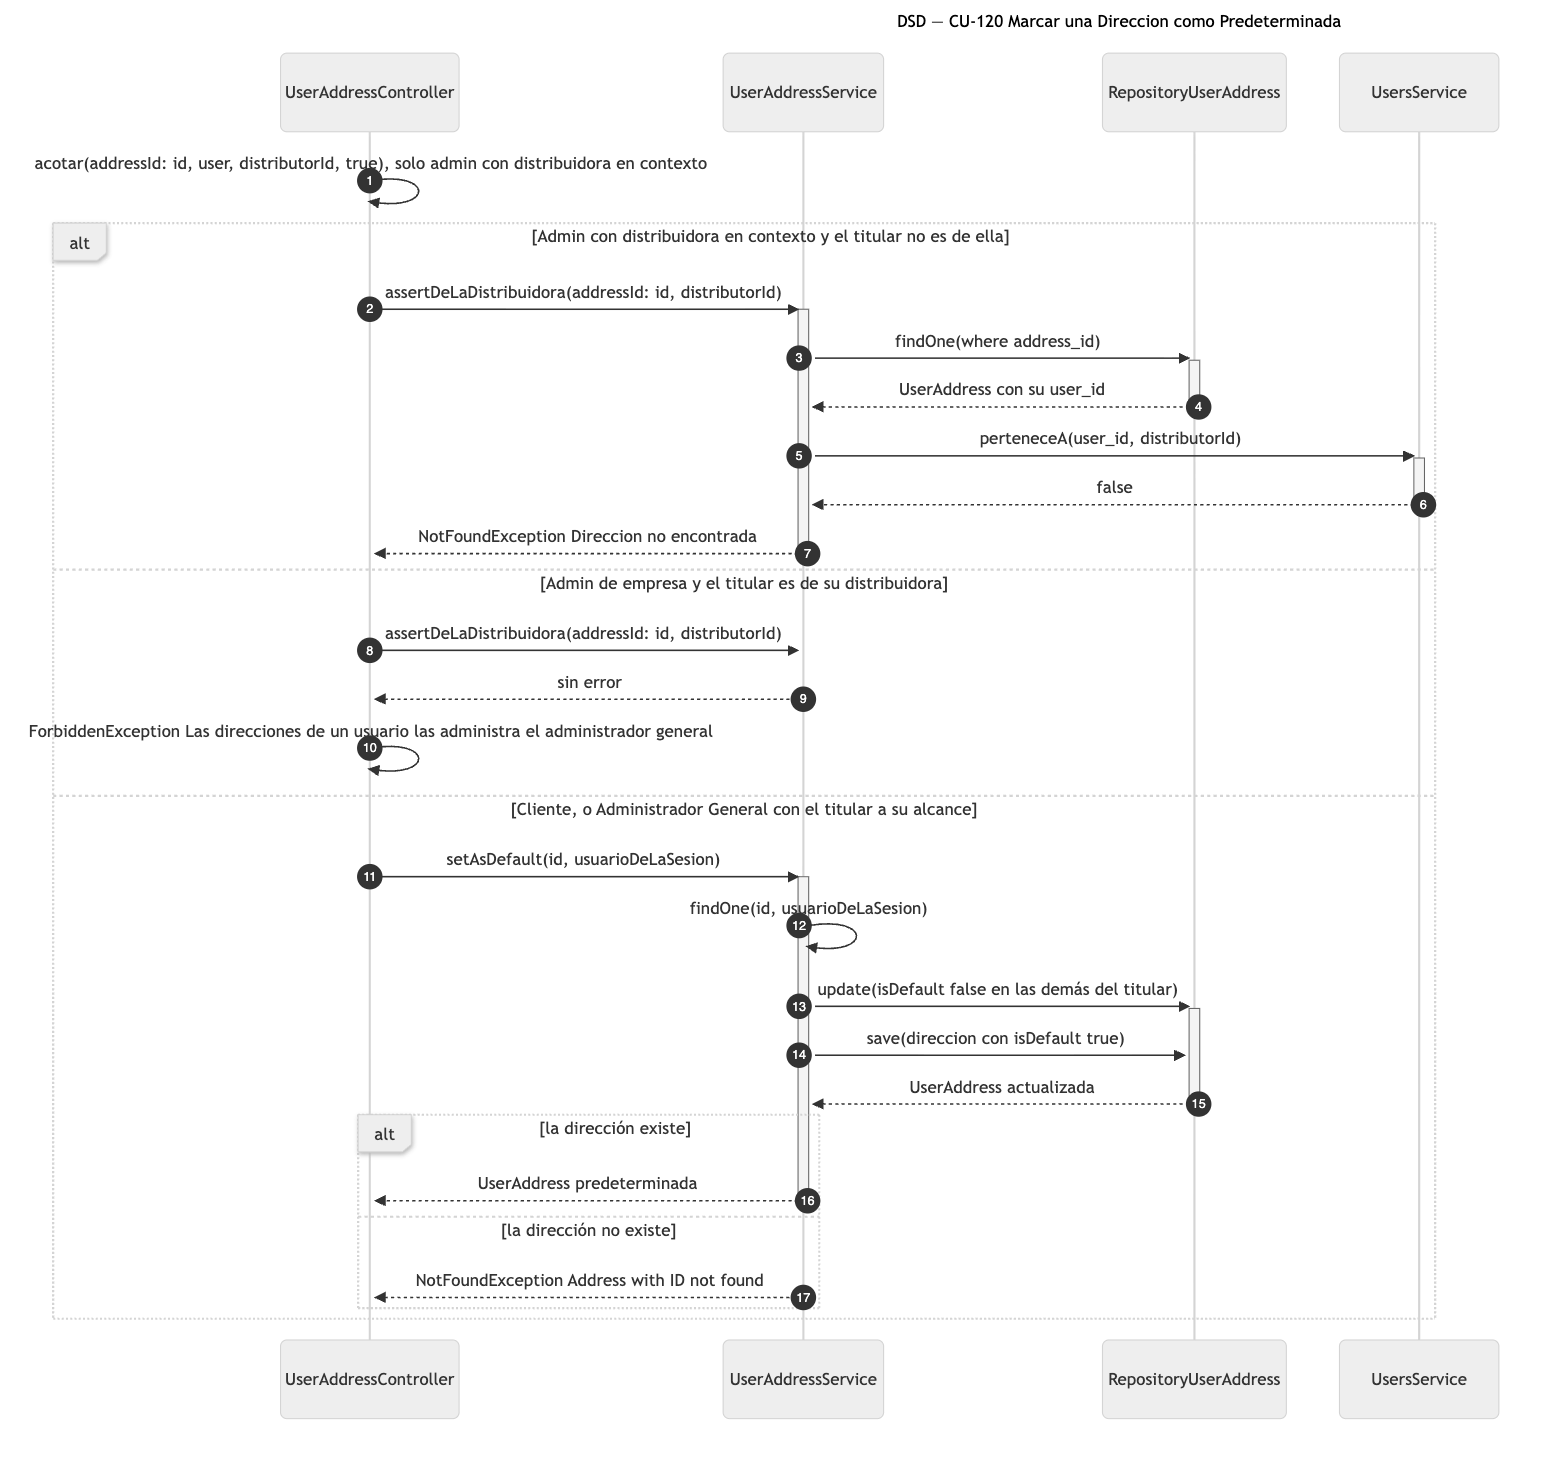 DSD — CU-120 Marcar una Direccion como Predeterminada
UserAddressController
UserAddressService
RepositoryUserAddress
UsersService
acotar(addressId: id, user, distributorId, true), solo admin con distribuidora en contexto
1
alt
[Admin con distribuidora en contexto y el titular no es de ella]
assertDeLaDistribuidora(addressId: id, distributorId)
2
findOne(where address_id)
3
UserAddress con su user_id
4
perteneceA(user_id, distributorId)
5
false
6
NotFoundException Direccion no encontrada
7
[Admin de empresa y el titular es de su distribuidora]
assertDeLaDistribuidora(addressId: id, distributorId)
8
sin error
9
ForbiddenException Las direcciones de un usuario las administra el administrador general
10
[Cliente, o Administrador General con el titular a su alcance]
setAsDefault(id, usuarioDeLaSesion)
11
findOne(id, usuarioDeLaSesion)
12
update(isDefault false en las demás del titular)
13
save(direccion con isDefault true)
14
UserAddress actualizada
15
alt
[la dirección existe]
UserAddress predeterminada
16
[la dirección no existe]
NotFoundException Address with ID not found
17
UserAddressController
UserAddressService
RepositoryUserAddress
UsersService